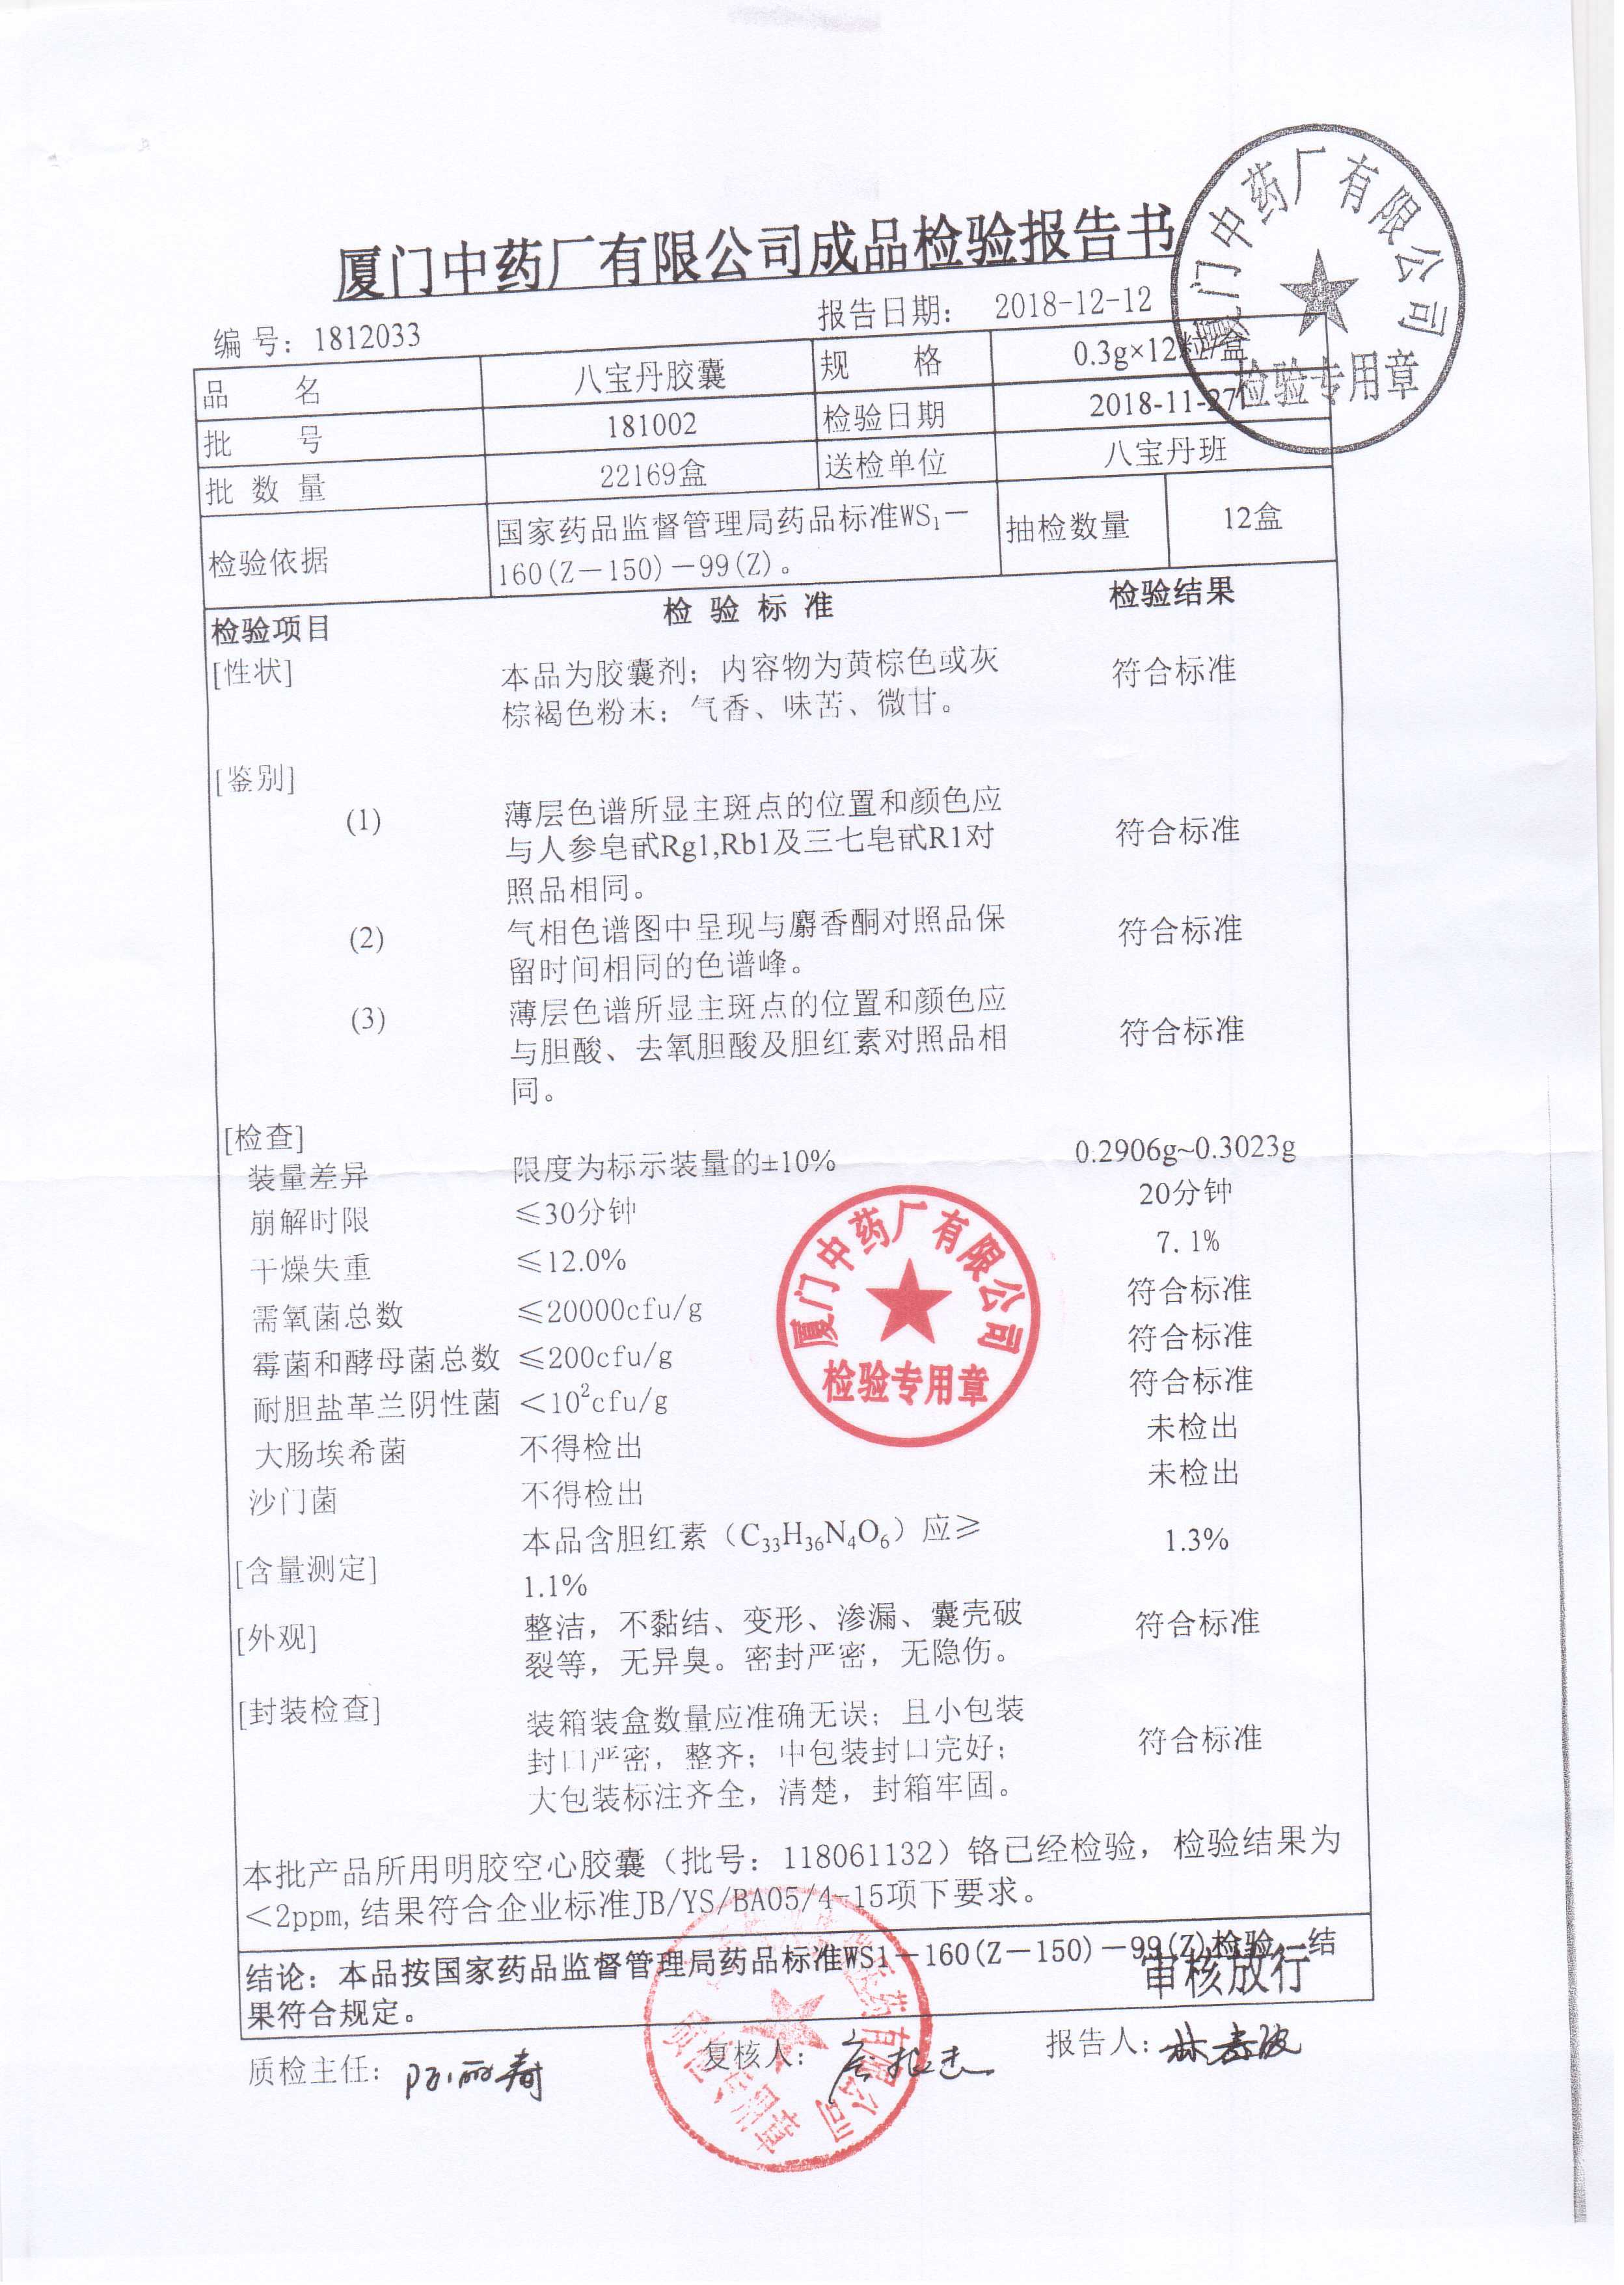 厦门中药厂有限公司成品检验报告书
厦门中药厂有限公司
检验专用章
编号：1812033
报告日期： 2018-12-12
品 名 八宝丹胶囊 规 格 0.3g×12粒/盒
批 号 181002 检验日期 2018-11-27
批数量 22169盒 送检单位 八宝丹班
检验依据 国家药品监督管理局药品标准WS₁－
160(Z－150)－99(Z)。 抽检数量 12盒
检验项目 检 验 标 准 检验结果
[性状] 本品为胶囊剂；内容物为黄棕色或灰 符合标准
棕褐色粉末；气香、味苦、微甘。
[鉴别]
(1) 薄层色谱所显主斑点的位置和颜色应
与人参皂甙Rg1,Rb1及三七皂甙R1对 符合标准
照品相同。
(2) 气相色谱图中呈现与麝香酮对照品保 符合标准
留时间相同的色谱峰。
(3) 薄层色谱所显主斑点的位置和颜色应
与胆酸、去氧胆酸及胆红素对照品相 符合标准
同。
[检查]
装量差异 限度为标示装量的±10% 0.2906g~0.3023g
崩解时限 ≤30分钟 20分钟
干燥失重 ≤12.0% 7.1%
需氧菌总数 ≤20000cfu/g 符合标准
霉菌和酵母菌总数 ≤200cfu/g 符合标准
耐胆盐革兰阴性菌 ＜10²cfu/g 符合标准
大肠埃希菌 不得检出 未检出
沙门菌 不得检出 未检出
厦门中药厂有限公司
检验专用章
[含量测定] 本品含胆红素（C₃₃H₃₆N₄O₆）应≥ 1.3%
1.1%
[外观] 整洁，不黏结、变形、渗漏、囊壳破 符合标准
裂等，无异臭。密封严密，无隐伤。
[封装检查] 装箱装盒数量应准确无误；且小包装
封口严密，整齐；中包装封口完好； 符合标准
大包装标注齐全，清楚，封箱牢固。
本批产品所用明胶空心胶囊（批号：118061132）铬已经检验，检验结果为
＜2ppm,结果符合企业标准JB/YS/BA05/4-15项下要求。
结论：本品按国家药品监督管理局药品标准WS1－160(Z－150)－99(Z)检验，结
果符合规定。
审核放行
质检主任： 复核人： 报告人：
医药有限公司
质检专用章